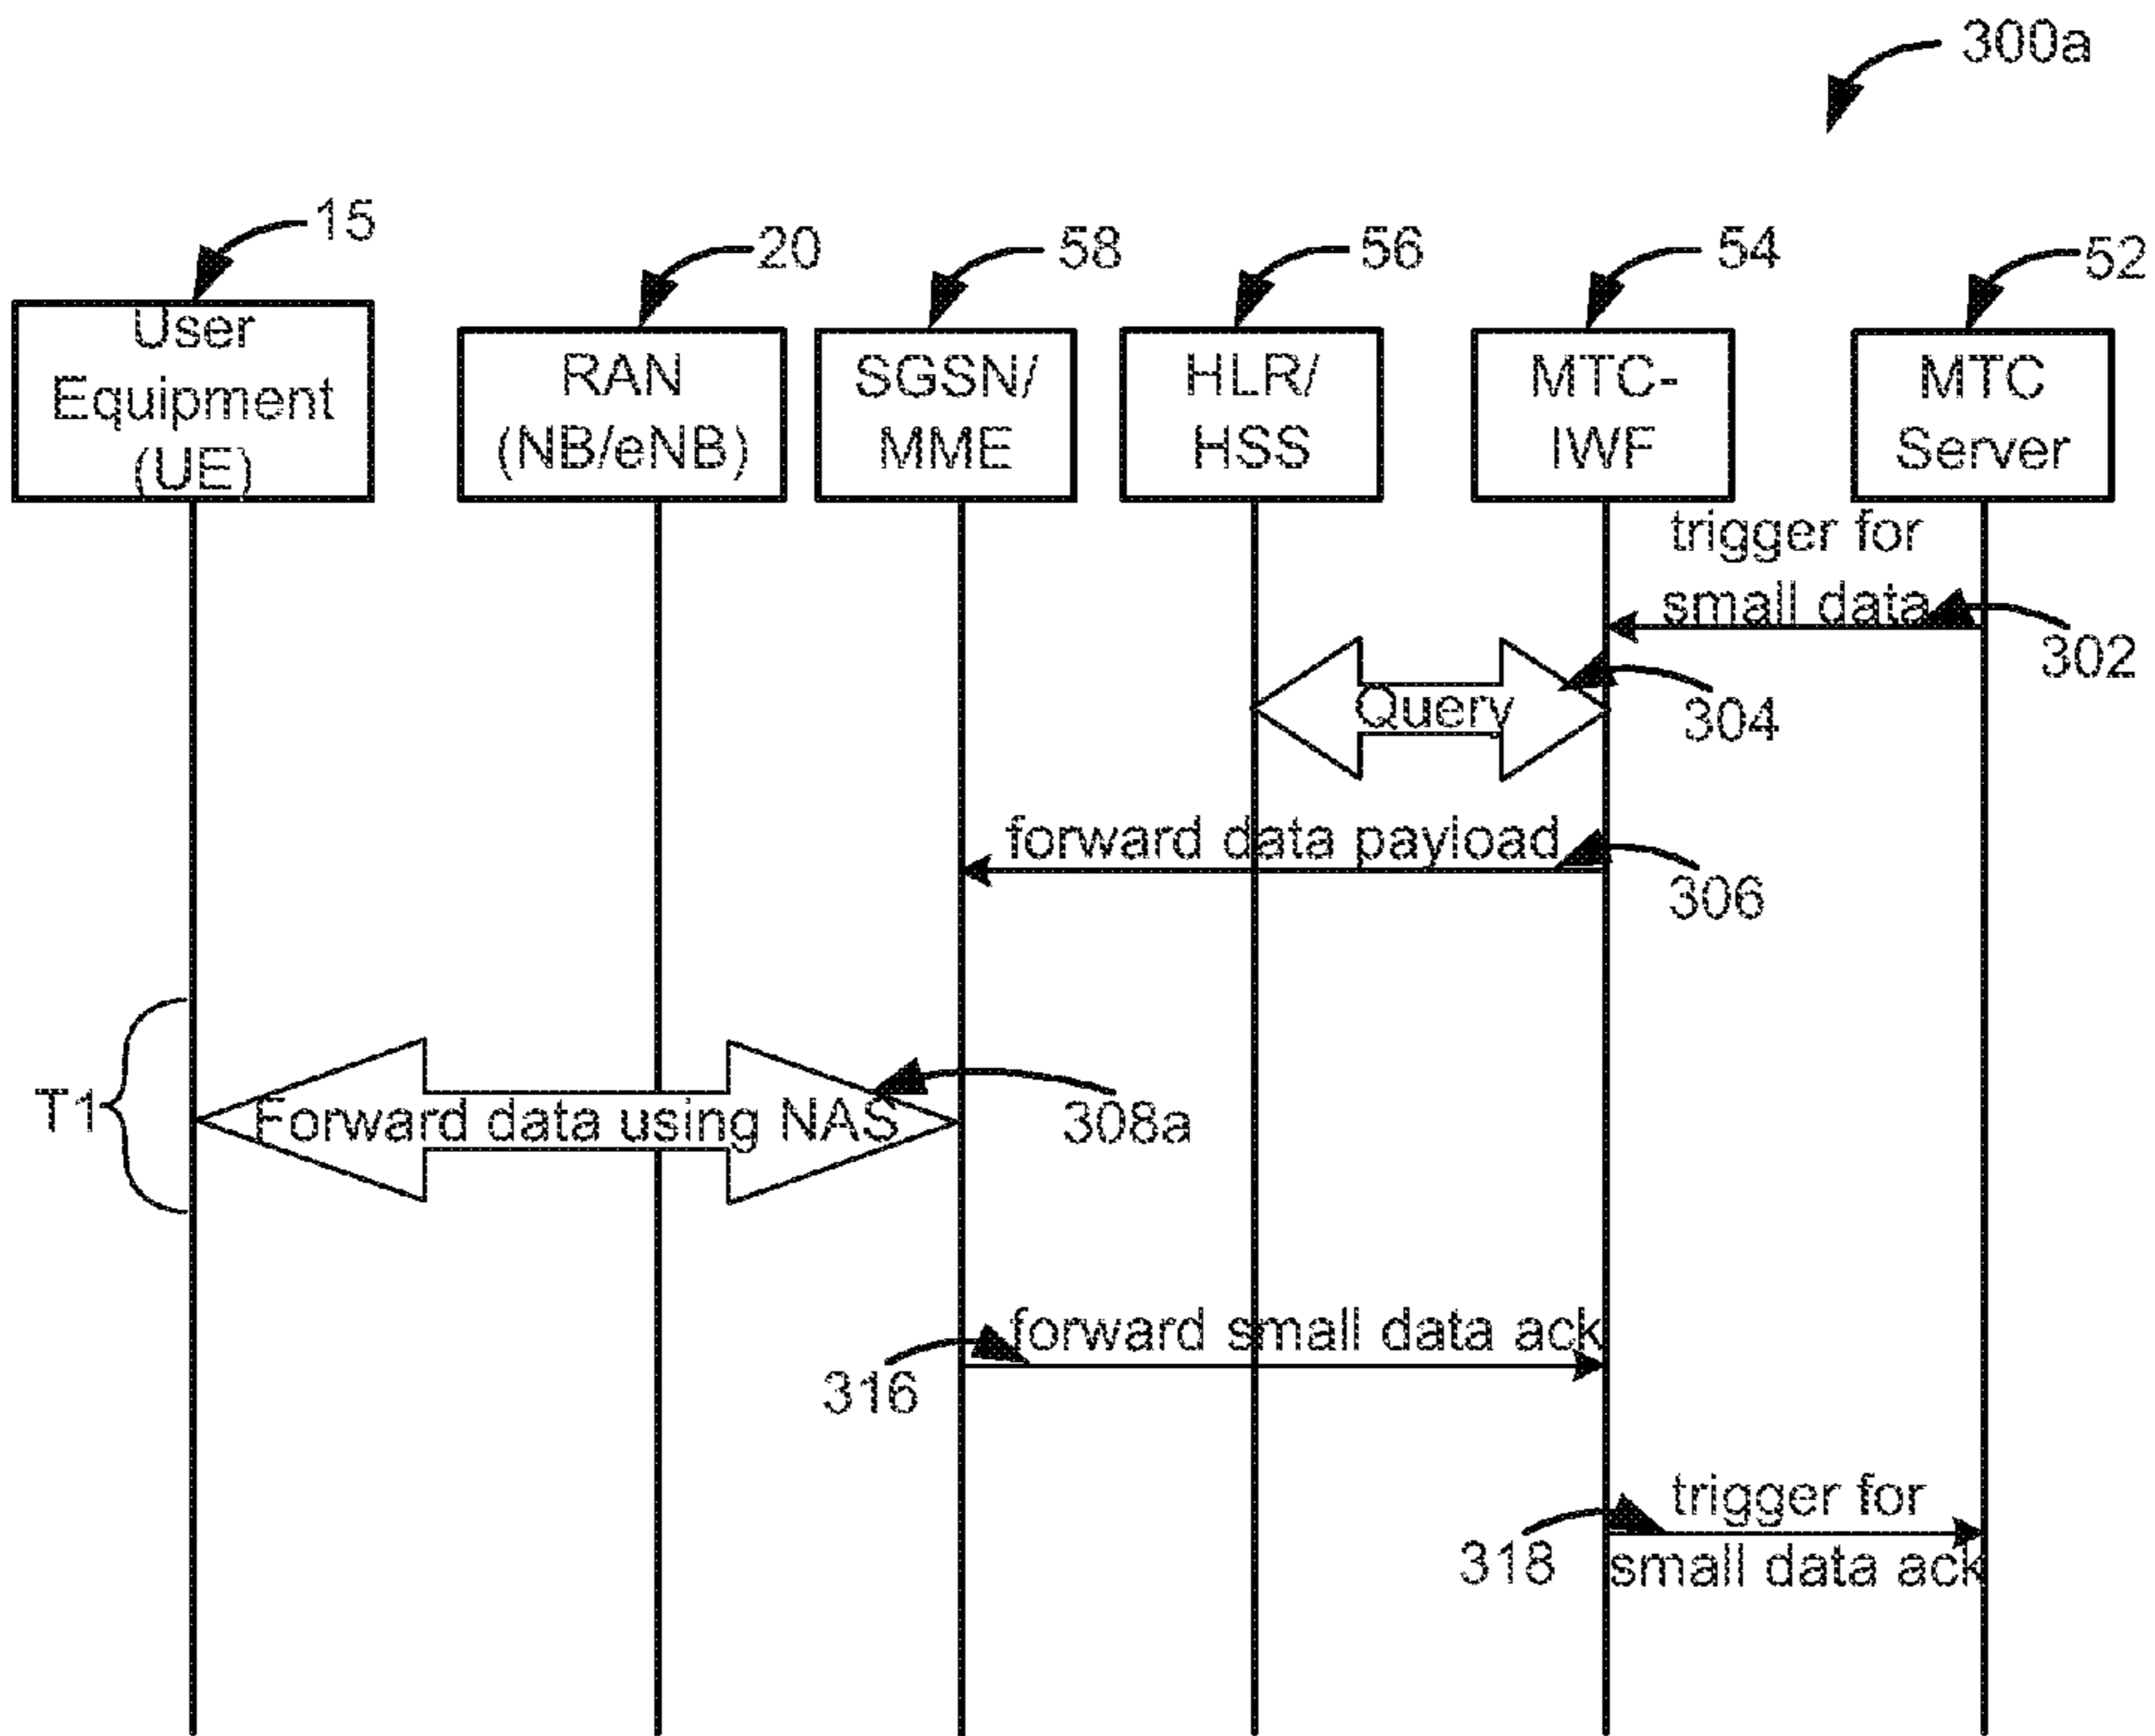 300a
15
20
58
56
54
52
User
Equipment
(UE)
RAN
(NB/eNB)
SGSN/
MME
HLR/
HSS
MTC-
IWF
MTC
Server
trigger for
small data
302
Query
304
forward data payload
306
T1
Forward data using NAS
308a
forward small data ack
316
trigger for
small data ack
318